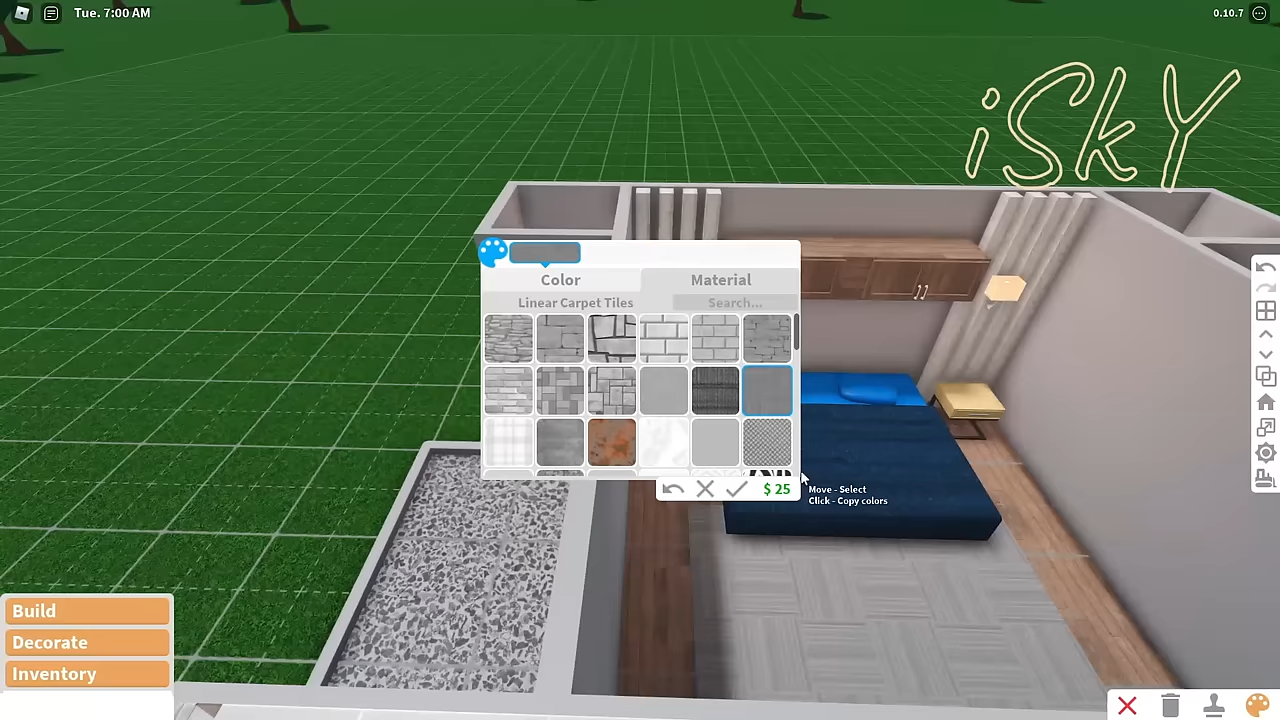 Tue. 7:00 AM
0.10.7
iSkY
Color
Material
Linear Carpet Tiles
Search...
$ 25
Move - Select
Click - Copy colors
Build
Decorate
Inventory